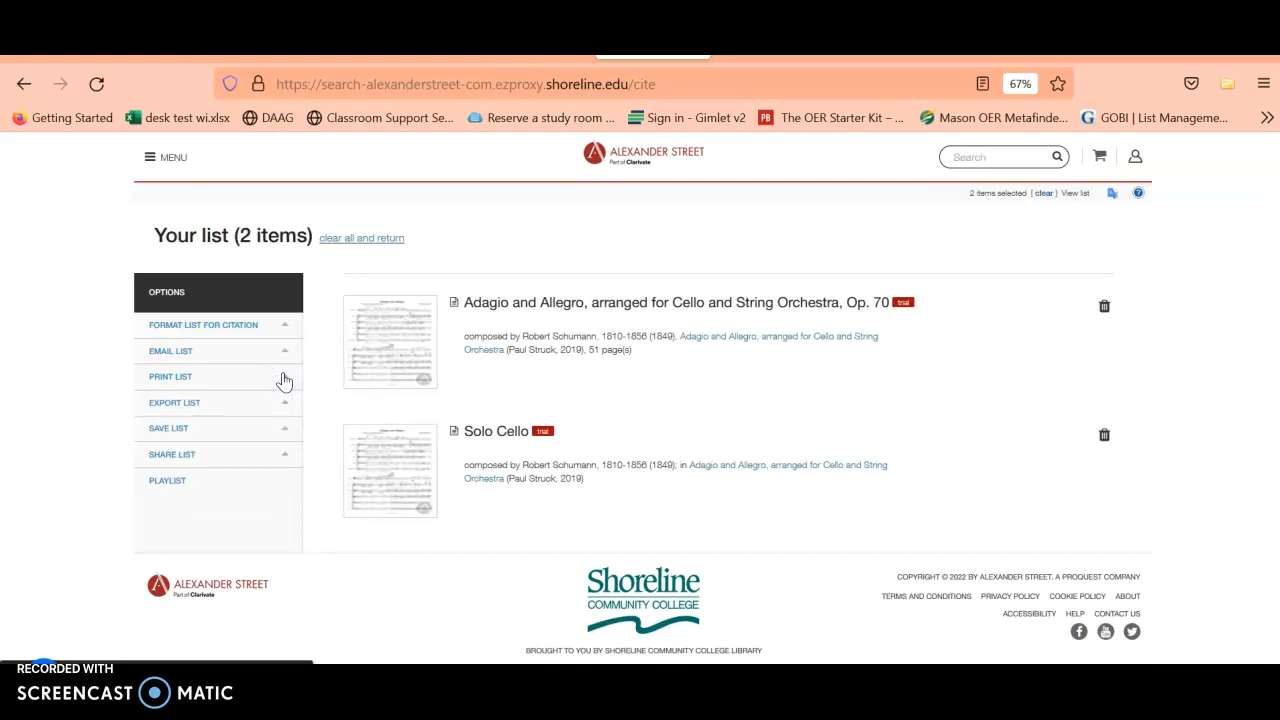 https://search-alexanderstreet-com.ezproxy.shoreline.edu/cite
67%
Getting Started
desk test wi.xlsx
DAAG
Classroom Support Se...
Reserve a study room ...
Sign in - Gimlet v2
The OER Starter Kit – ...
Mason OER Metafinde...
GOBI | List Manageme...
MENU
ALEXANDER STREET
Part of Clarivate
Search
2 items selected [ clear ] View list
Your list (2 items) clear all and return
OPTIONS
FORMAT LIST FOR CITATION
EMAIL LIST
PRINT LIST
EXPORT LIST
SAVE LIST
SHARE LIST
PLAYLIST
Adagio and Allegro, arranged for Cello and String Orchestra, Op. 70 trial
composed by Robert Schumann, 1810-1856 (1849), Adagio and Allegro, arranged for Cello and String
Orchestra (Paul Struck, 2019), 51 page(s)
Solo Cello trial
composed by Robert Schumann, 1810-1856 (1849); in Adagio and Allegro, arranged for Cello and String
Orchestra (Paul Struck, 2019)
ALEXANDER STREET
Part of Clarivate
Shoreline
COMMUNITY COLLEGE
BROUGHT TO YOU BY SHORELINE COMMUNITY COLLEGE LIBRARY
COPYRIGHT © 2022 BY ALEXANDER STREET, A PROQUEST COMPANY
TERMS AND CONDITIONS PRIVACY POLICY COOKIE POLICY ABOUT
ACCESSIBILITY HELP CONTACT US
RECORDED WITH
SCREENCAST MATIC